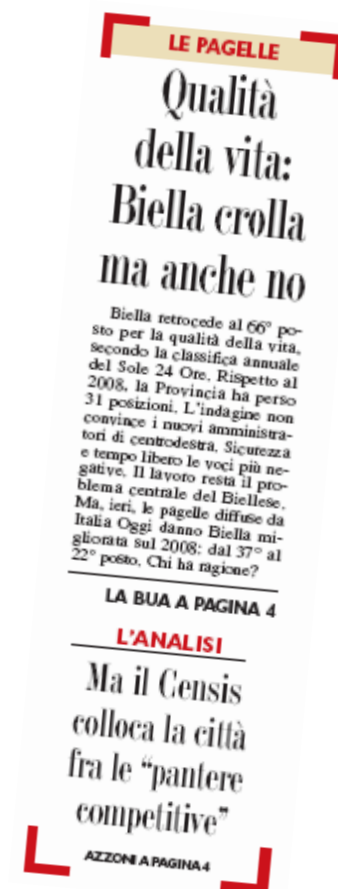 LE PAGELLE
Qualità
della vita:
Biella crolla
ma anche no
Biella retrocede al 66° po-
sto per la qualità della vita,
secondo la classifica annuale
del Sole 24 Ore. Rispetto al
2008, la Provincia ha perso
31 posizioni. L'indagine non
convince i nuovi amministra-
tori di centrodestra. Sicurezza
e tempo libero le voci più ne-
gative. Il lavoro resta il pro-
blema centrale del Biellese.
Ma, ieri, le pagelle diffuse da
Italia Oggi danno Biella mi-
gliorata sul 2008: dal 37° al
22° posto. Chi ha ragione?
LA BUA A PAGINA 4
L'ANALISI
Ma il Censis
colloca la città
fra le “pantere
competitive”
AZZONI A PAGINA 4